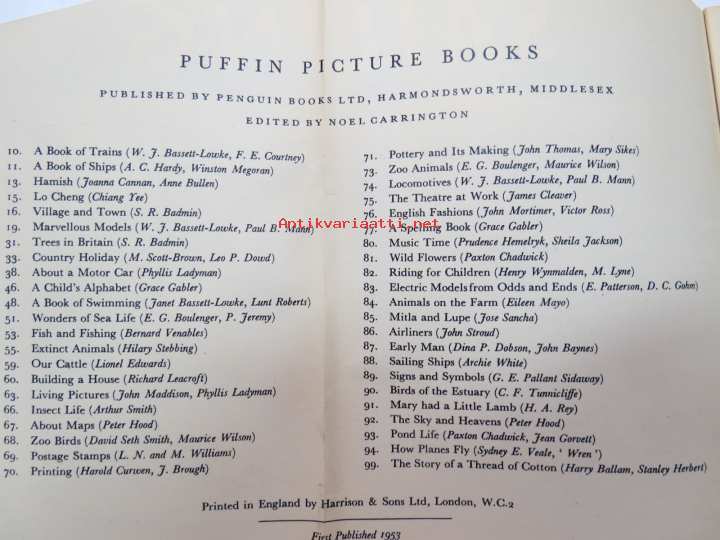 PUFFIN PICTURE BOOKS
PUBLISHED BY PENGUIN BOOKS LTD, HARMONDSWORTH, MIDDLESEX
EDITED BY NOEL CARRINGTON
10. A Book of Trains (W. J. Bassett-Lowke, F. E. Courtney)
11. A Book of Ships (A. C. Hardy, Winston Megoran)
13. Hamish (Joanna Cannan, Anne Bullen)
15. Lo Cheng (Chiang Yee)
16. Village and Town (S. R. Badmin)
19. Marvellous Models (W. J. Bassett-Lowke, Paul B. Mann)
31. Trees in Britain (S. R. Badmin)
33. Country Holiday (M. Scott-Brown, Leo P. Dowd)
38. About a Motor Car (Phyllis Ladyman)
46. A Child's Alphabet (Grace Gabler)
48. A Book of Swimming (Janet Bassett-Lowke, Lunt Roberts)
51. Wonders of Sea Life (E. G. Boulenger, P. Jeremy)
53. Fish and Fishing (Bernard Venables)
55. Extinct Animals (Hilary Stebbing)
59. Our Cattle (Lionel Edwards)
60. Building a House (Richard Leacroft)
63. Living Pictures (John Maddison, Phyllis Ladyman)
66. Insect Life (Arthur Smith)
67. About Maps (Peter Hood)
68. Zoo Birds (David Seth Smith, Maurice Wilson)
69. Postage Stamps (L. N. and M. Williams)
70. Printing (Harold Curwen, J. Brough)
71. Pottery and Its Making (John Thomas, Mary Sikes)
73. Zoo Animals (E. G. Boulenger, Maurice Wilson)
74. Locomotives (W. J. Bassett-Lowke, Paul B. Mann)
75. The Theatre at Work (James Cleaver)
76. English Fashions (John Mortimer, Victor Ross)
77. A Spelling Book (Grace Gabler)
80. Music Time (Prudence Hemelryk, Sheila Jackson)
81. Wild Flowers (Paxton Chadwick)
82. Riding for Children (Henry Wynmalden, M. Lyne)
83. Electric Models from Odds and Ends (E. Patterson, D. C. Gohm)
84. Animals on the Farm (Eileen Mayo)
85. Mitla and Lupe (Jose Sancha)
86. Airliners (John Stroud)
87. Early Man (Dina P. Dobson, John Baynes)
88. Sailing Ships (Archie White)
89. Signs and Symbols (G. E. Pallant Sidaway)
90. Birds of the Estuary (C. F. Tunnicliffe)
91. Mary had a Little Lamb (H. A. Rey)
92. The Sky and Heavens (Peter Hood)
93. Pond Life (Paxton Chadwick, Jean Gorvett)
94. How Planes Fly (Sydney E. Veale, ' Wren ')
99. The Story of a Thread of Cotton (Harry Ballam, Stanley Herbert)
Antikvariaatti.net
Printed in England by Harrison & Sons Ltd, London, W.C.2
First Published 1953